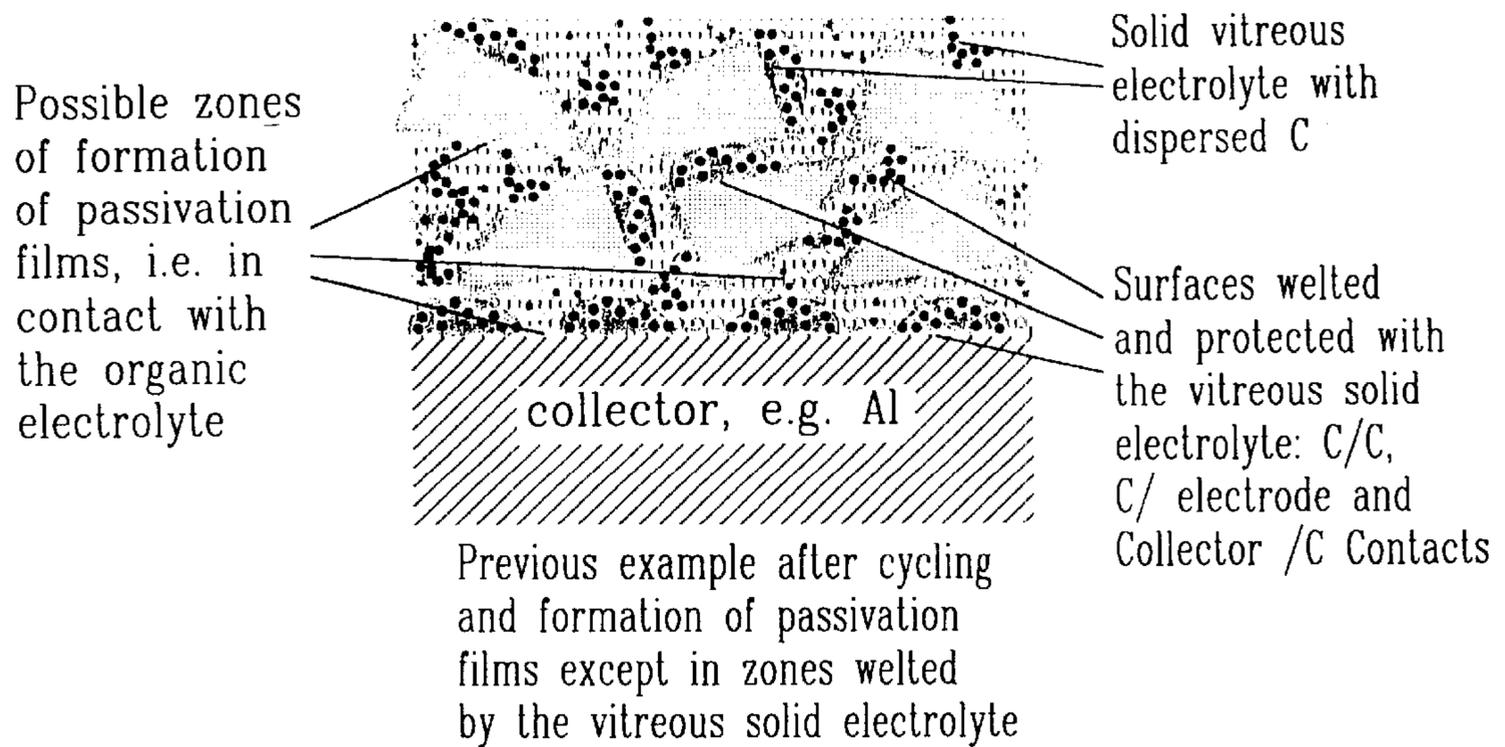 Possible zones
of formation
of passivation
films, i.e. in
contact with
the organic
electrolyte
Solid vitreous
electrolyte with
dispersed C
Surfaces welted
and protected with
the vitreous solid
electrolyte: C/C,
C/ electrode and
Collector /C Contacts
collector, e.g. Al
Previous example after cycling
and formation of passivation
films except in zones welted
by the vitreous solid electrolyte